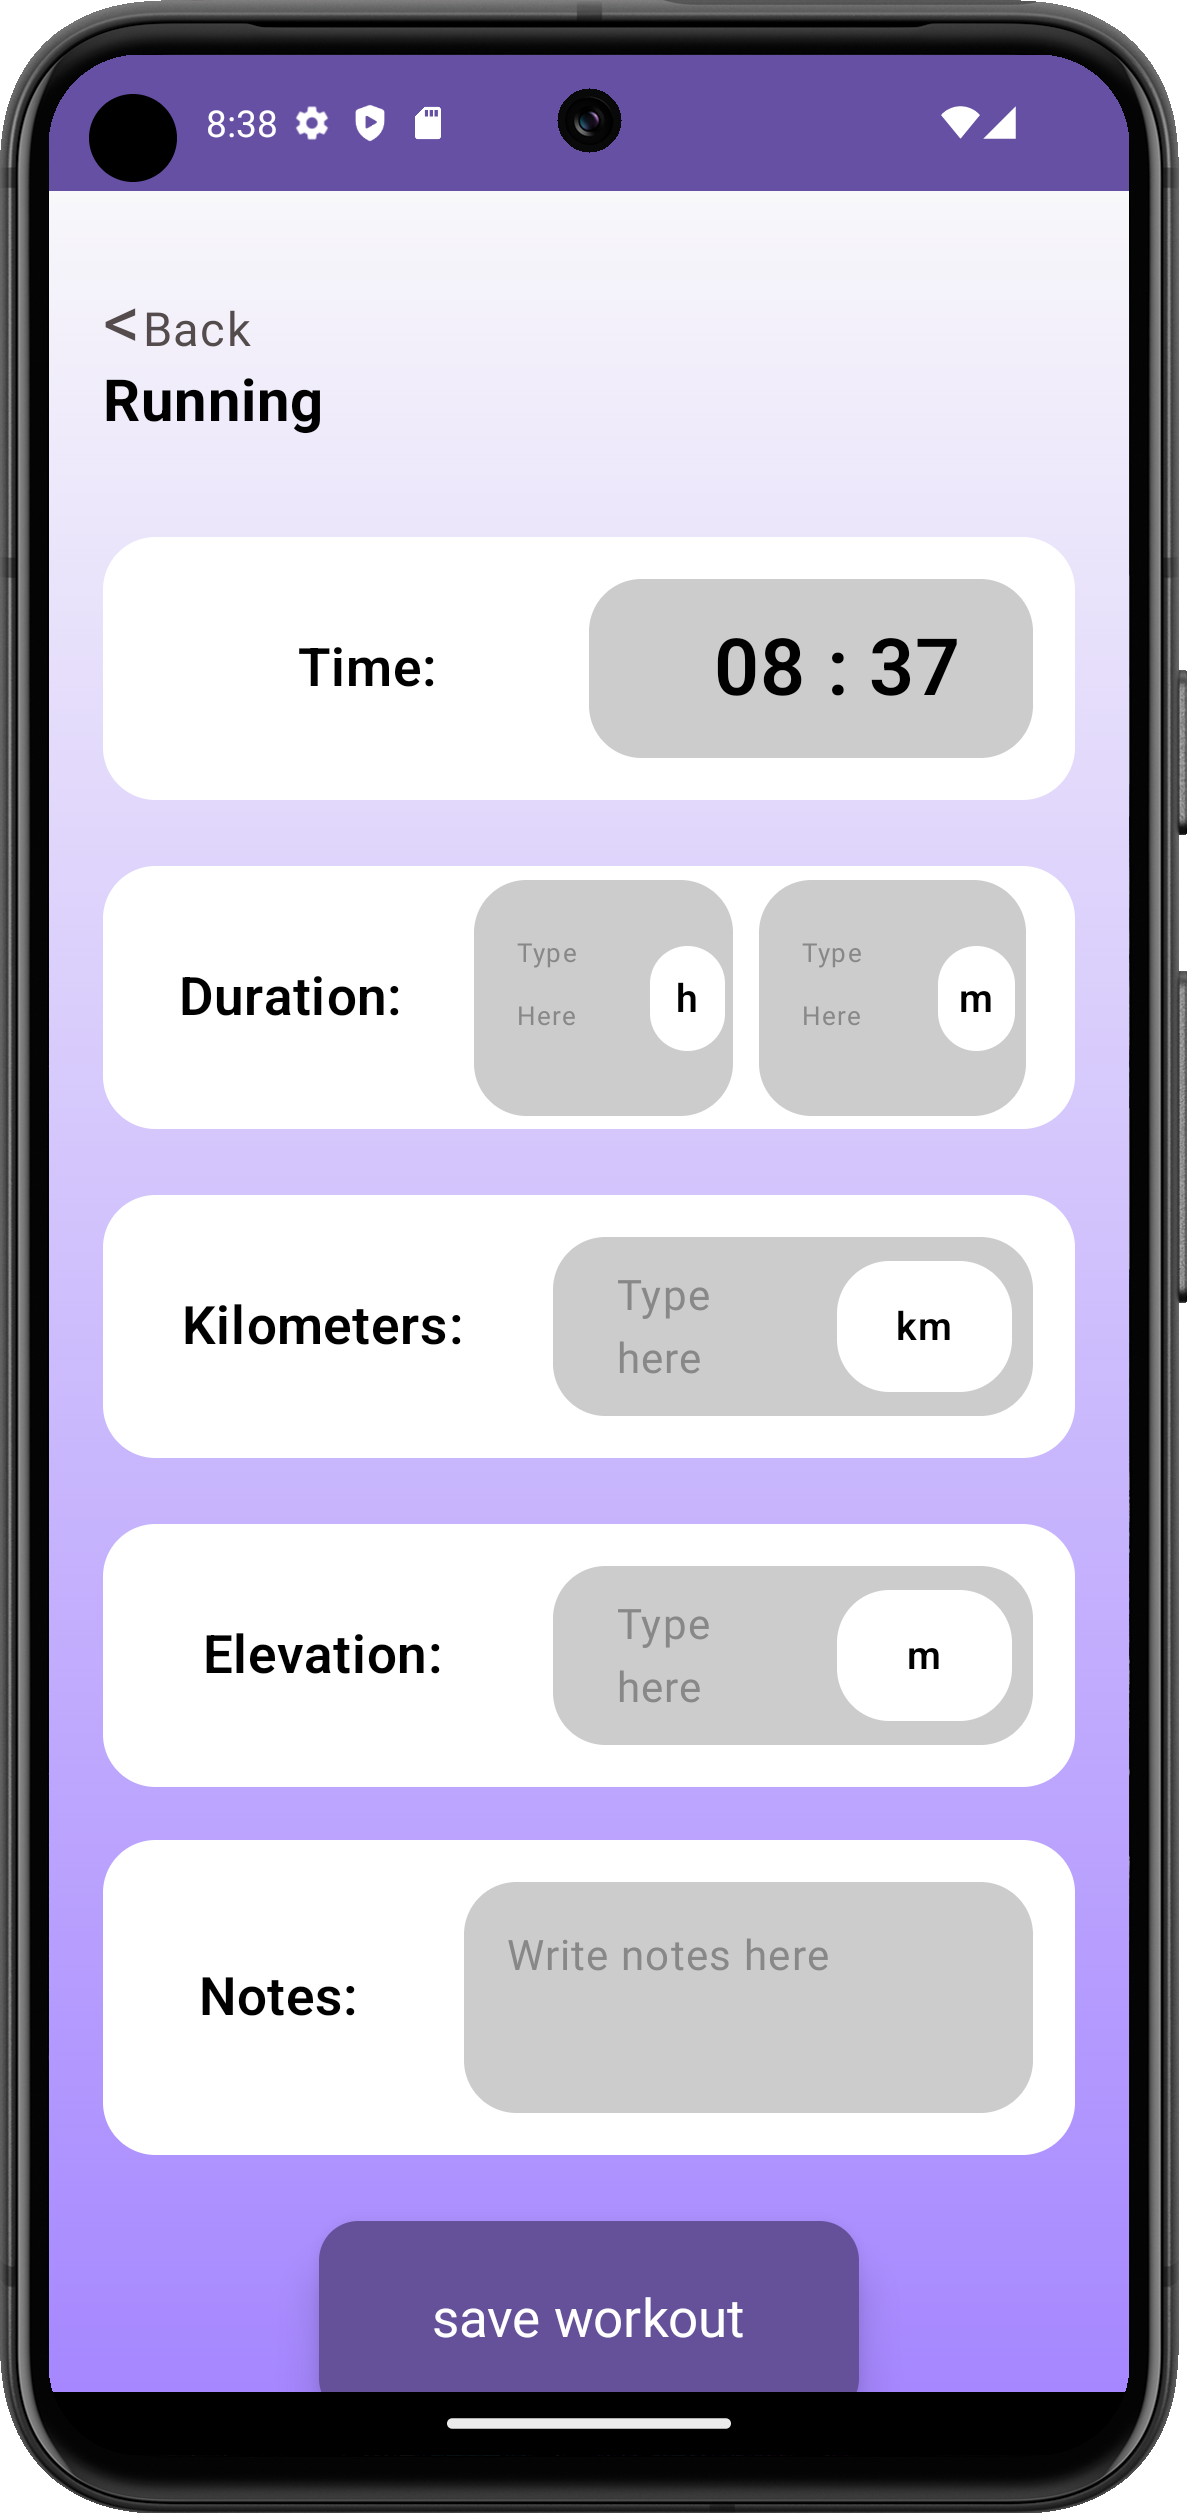 8:38
<Back
Running
Time:
08 : 37
Duration:
Type
Here
h
Type
Here
m
Kilometers:
Type
here
km
Elevation:
Type
here
m
Notes:
Write notes here
save workout